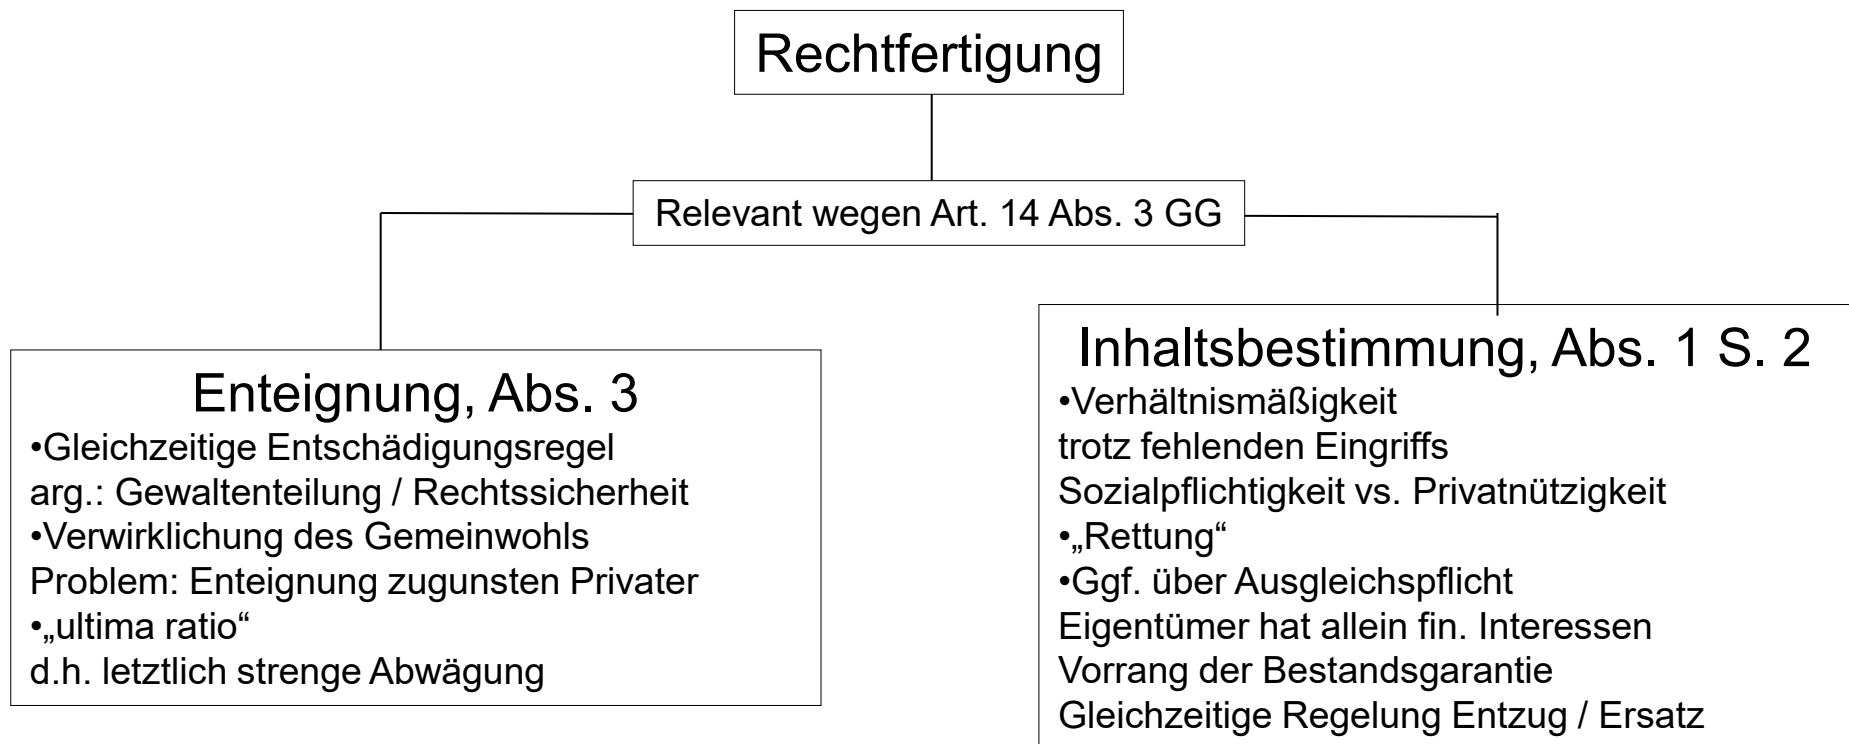 Rechtfertigung
Relevant wegen Art. 14 Abs. 3 GG
Enteignung, Abs. 3
•Gleichzeitige Entschädigungsregel
arg.: Gewaltenteilung / Rechtssicherheit
•Verwirklichung des Gemeinwohls
Problem: Enteignung zugunsten Privater
•„ultima ratio“
d.h. letztlich strenge Abwägung
Inhaltsbestimmung, Abs. 1 S. 2
•Verhältnismäßigkeit
trotz fehlenden Eingriffs
Sozialpflichtigkeit vs. Privatnützigkeit
•„Rettung“
•Ggf. über Ausgleichspflicht
Eigentümer hat allein fin. Interessen
Vorrang der Bestandsgarantie
Gleichzeitige Regelung Entzug / Ersatz